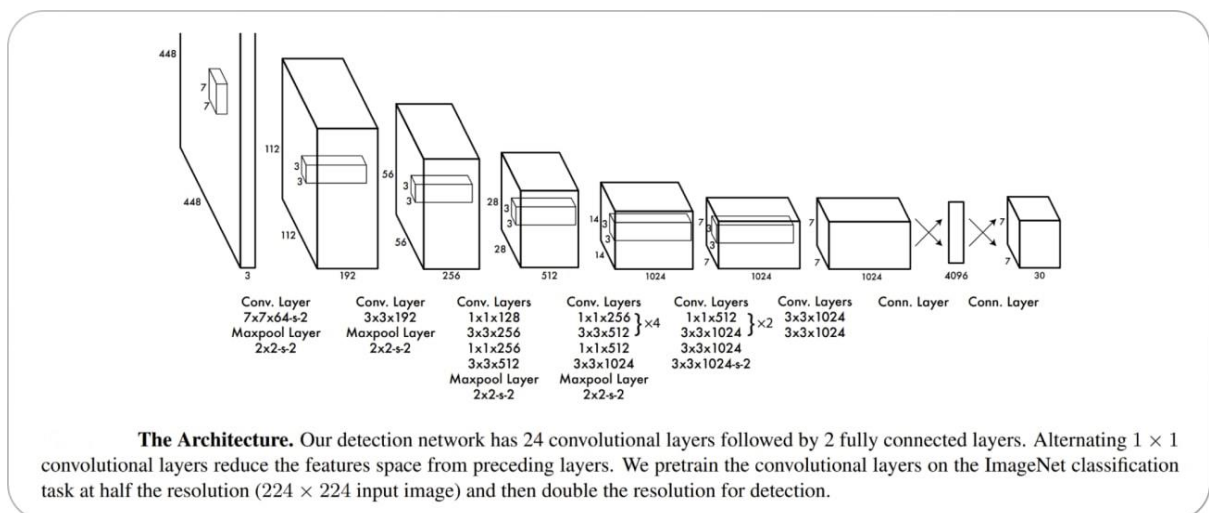 448
7
7
448
3
112
3
3
112
192
56
3
3
56
256
28
3
3
28
512
14
3
3
14
1024
7
3
3
7
1024
7
7
1024
4096
7
7
30
Conv. Layer
7x7x64-s-2
Maxpool Layer
2x2-s-2
Conv. Layer
3x3x192
Maxpool Layer
2x2-s-2
Conv. Layers
1x1x128
3x3x256
1x1x256
3x3x512
Maxpool Layer
2x2-s-2
Conv. Layers
1x1x256
3x3x512 }×4
1x1x512
3x3x1024
Maxpool Layer
2x2-s-2
Conv. Layers
1x1x512
3x3x1024 }×2
3x3x1024
3x3x1024-s-2
Conv. Layers
3x3x1024
3x3x1024
Conn. Layer
Conn. Layer
The Architecture. Our detection network has 24 convolutional layers followed by 2 fully connected layers. Alternating 1 × 1
convolutional layers reduce the features space from preceding layers. We pretrain the convolutional layers on the ImageNet classification
task at half the resolution (224 × 224 input image) and then double the resolution for detection.